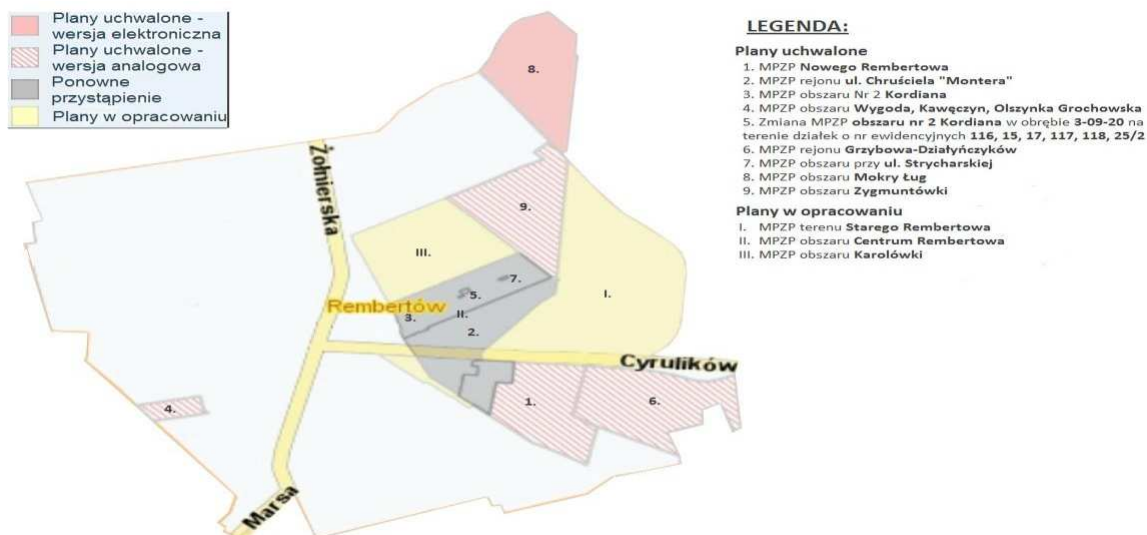 Plany uchwalone -
wersja elektroniczna
Plany uchwalone -
wersja analogowa
Ponowne
przystąpienie
Plany w opracowaniu
LEGENDA:
Plany uchwalone
1. MPZP Nowego Rembertowa
2. MPZP rejonu ul. Chruściela "Montera"
3. MPZP obszaru Nr 2 Kordiana
4. MPZP obszaru Wygoda, Kawęczyn, Olszynka Grochowska
5. Zmiana MPZP obszaru nr 2 Kordiana w obrębie 3-09-20 na
terenie działek o nr ewidencyjnych 116, 15, 17, 117, 118, 25/2
6. MPZP rejonu Grzybowa-Działyńczyków
7. MPZP obszaru przy ul. Strycharskiej
8. MPZP obszaru Mokry Ług
9. MPZP obszaru Zygmuntówki
Plany w opracowaniu
I. MPZP terenu Starego Rembertowa
II. MPZP obszaru Centrum Rembertowa
III. MPZP obszaru Karolówki
8.
Żołnierska
9.
III.
7.
5.
I.
Rembertów
3.
II.
2.
Cyrulików
4.
1.
6.
Marsa